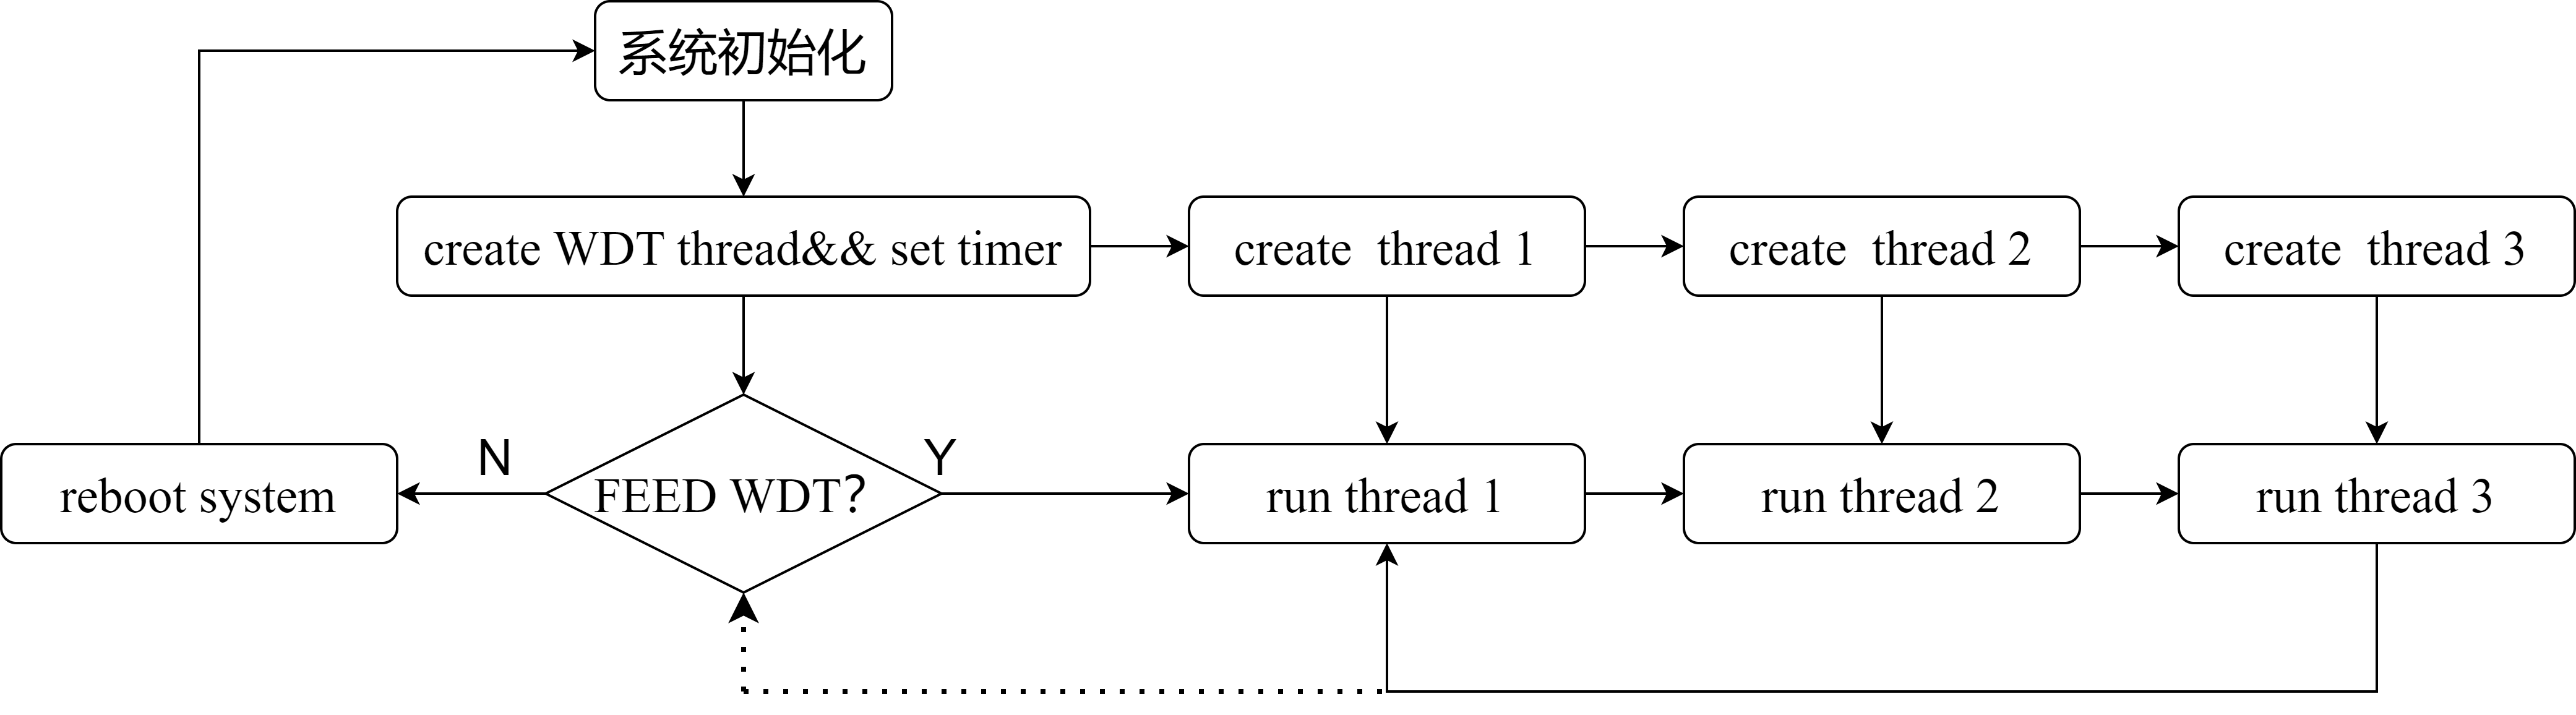 系统初始化
create WDT thread&& set timer
create  thread 1
create  thread 2
create  thread 3
N
Y
reboot system
FEED WDT？
run thread 1
run thread 2
run thread 3